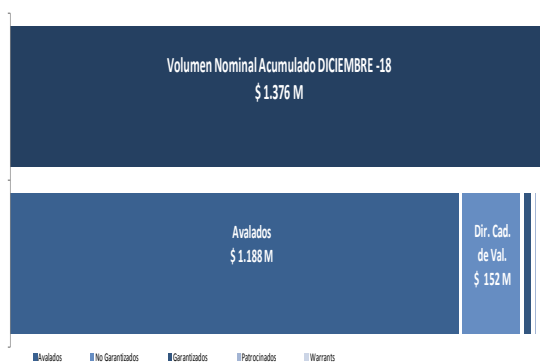 Volumen Nominal Acumulado DICIEMBRE -18
$ 1.376 M
Avalados
$ 1.188 M
Dir. Cad.
de Val.
$ 152 M
Avalados No Garantizados Garantizados Patrocinados Warrants